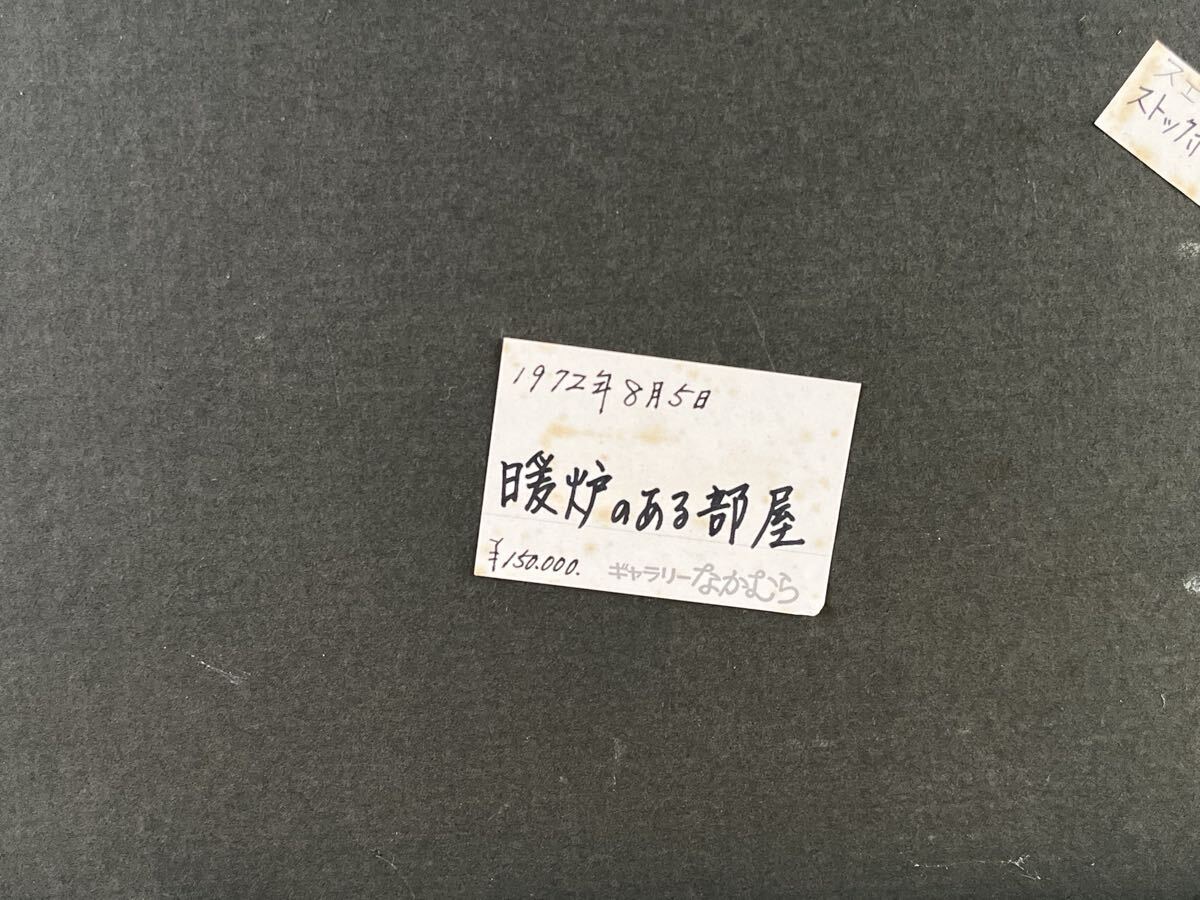 1972年8月5日
暖炉のある部屋
¥150.000.
ギャラリーなかむら
スェ
ストック